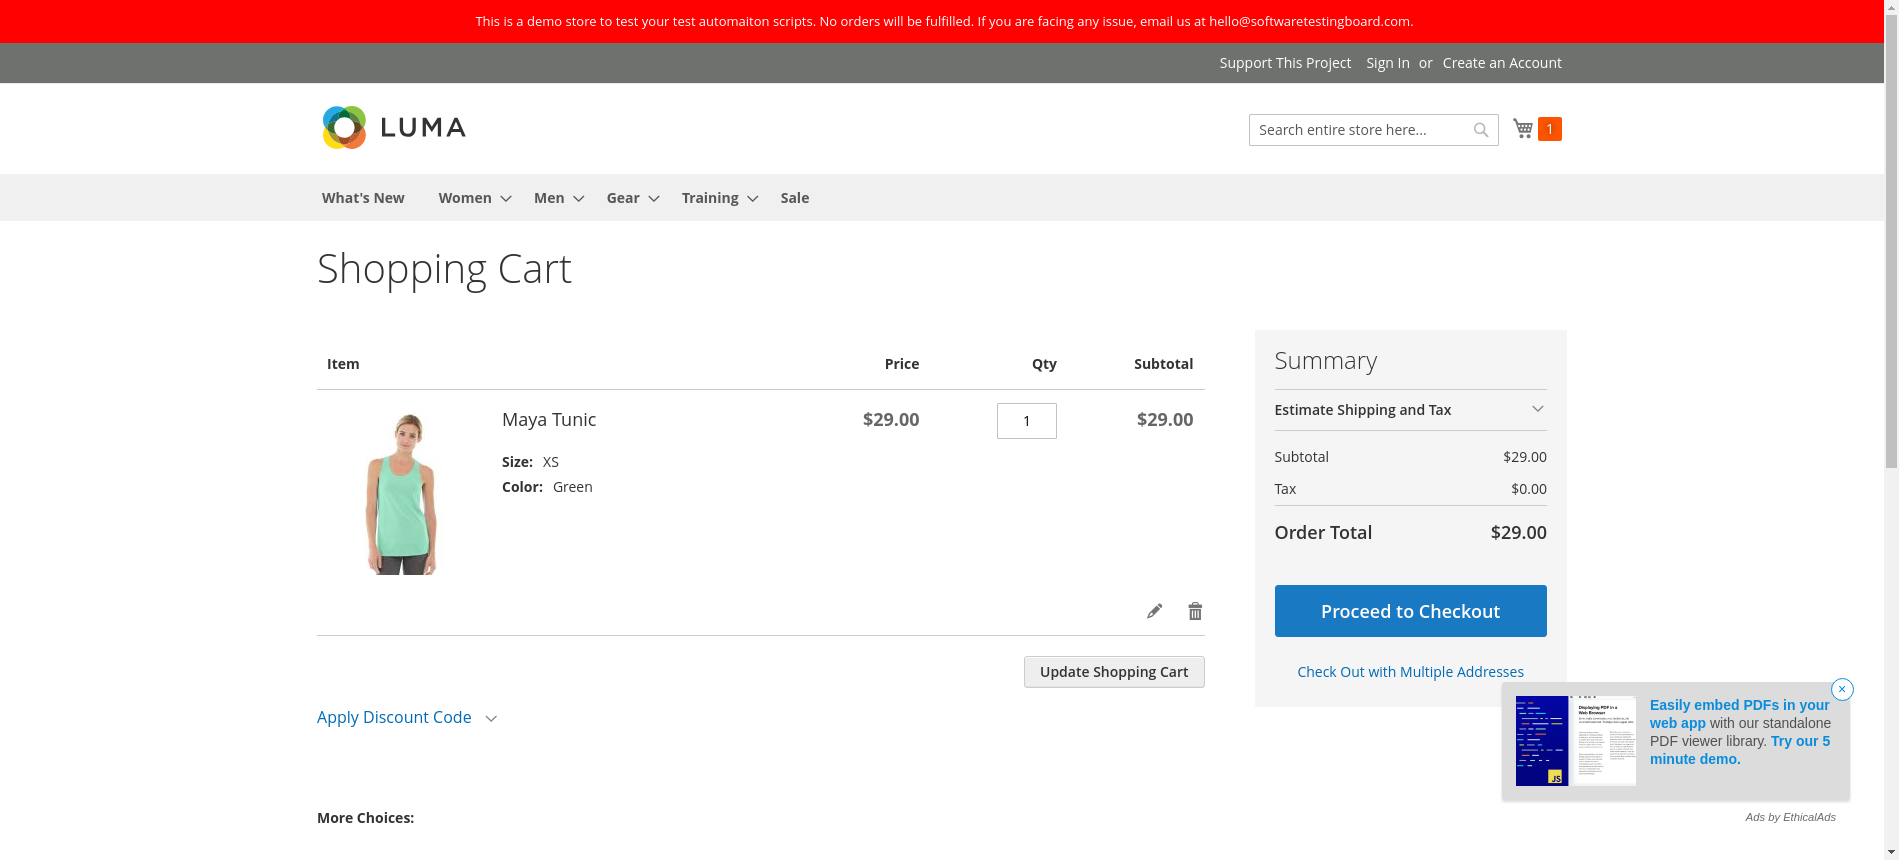 This is a demo store to test your test automaiton scripts. No orders will be fulfilled. If you are facing any issue, email us at hello@softwaretestingboard.com.
Support This Project Sign In or Create an Account
LUMA
Search entire store here...
1
What's New Women Men Gear Training Sale
Shopping Cart
Item Price Qty Subtotal
Maya Tunic $29.00 1 $29.00
Size: XS
Color: Green
Update Shopping Cart
Apply Discount Code
More Choices:
Summary
Estimate Shipping and Tax
Subtotal $29.00
Tax $0.00
Order Total $29.00
Proceed to Checkout
Check Out with Multiple Addresses
Displaying PDF in a
Web Browser
JS
Easily embed PDFs in your
web app with our standalone
PDF viewer library. Try our 5
minute demo.
Ads by EthicalAds